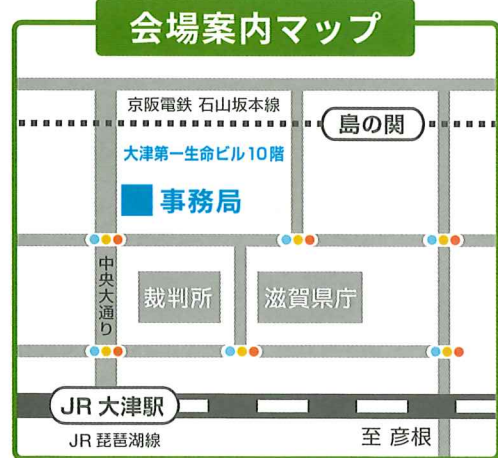 会場案内マップ
京阪電鉄 石山坂本線
島の関
大津第一生命ビル10階
事務局
中央大通り
裁判所
滋賀県庁
JR 大津駅
JR 琵琶湖線
至 彦根